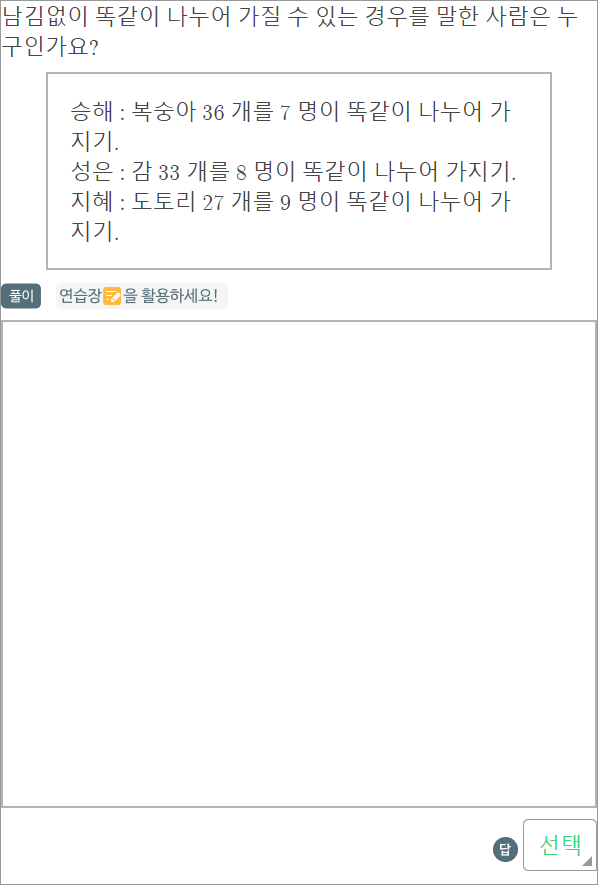 남김없이 똑같이 나누어 가질 수 있는 경우를 말한 사람은 누
구인가요?
승해 : 복숭아 36 개를 7 명이 똑같이 나누어 가
지기.
성은 : 감 33 개를 8 명이 똑같이 나누어 가지기.
지혜 : 도토리 27 개를 9 명이 똑같이 나누어 가
지기.
풀이 연습장을 활용하세요!
답 선택